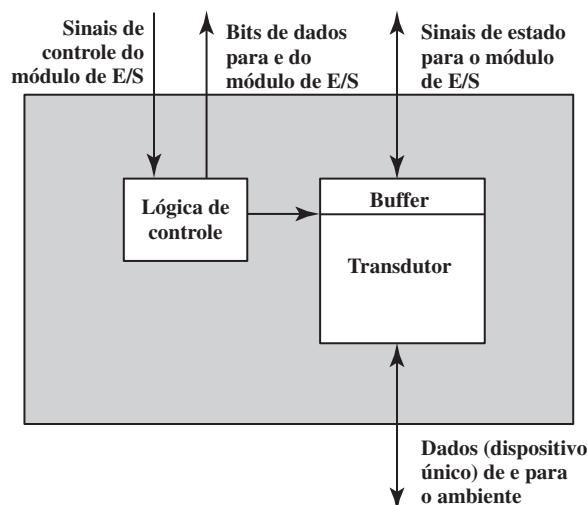 Sinais de
controle do
módulo de E/S
Bits de dados
para e do
módulo de E/S
Sinais de estado
para o módulo
de E/S
Lógica de
controle
Buffer
Transdutor
Dados (dispositivo
único) de e para
o ambiente